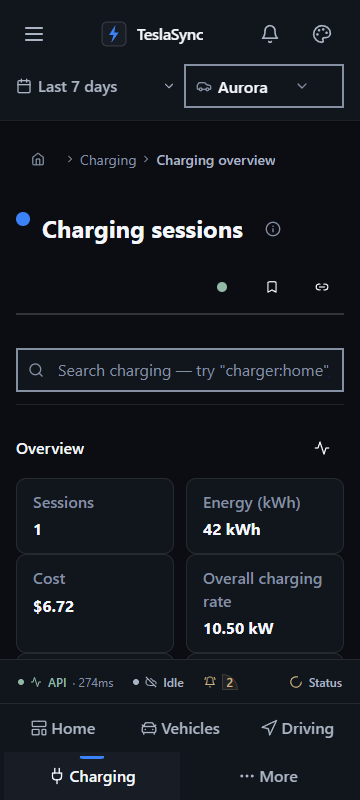 TeslaSync
Last 7 days
Aurora
Charging
Charging overview
Charging sessions
Search charging — try "charger:home"
Overview
Sessions
1
Energy (kWh)
42 kWh
Cost
$6.72
Overall charging
rate
10.50 kW
API · 274ms
Idle
2
Status
Home
Vehicles
Driving
Charging
More